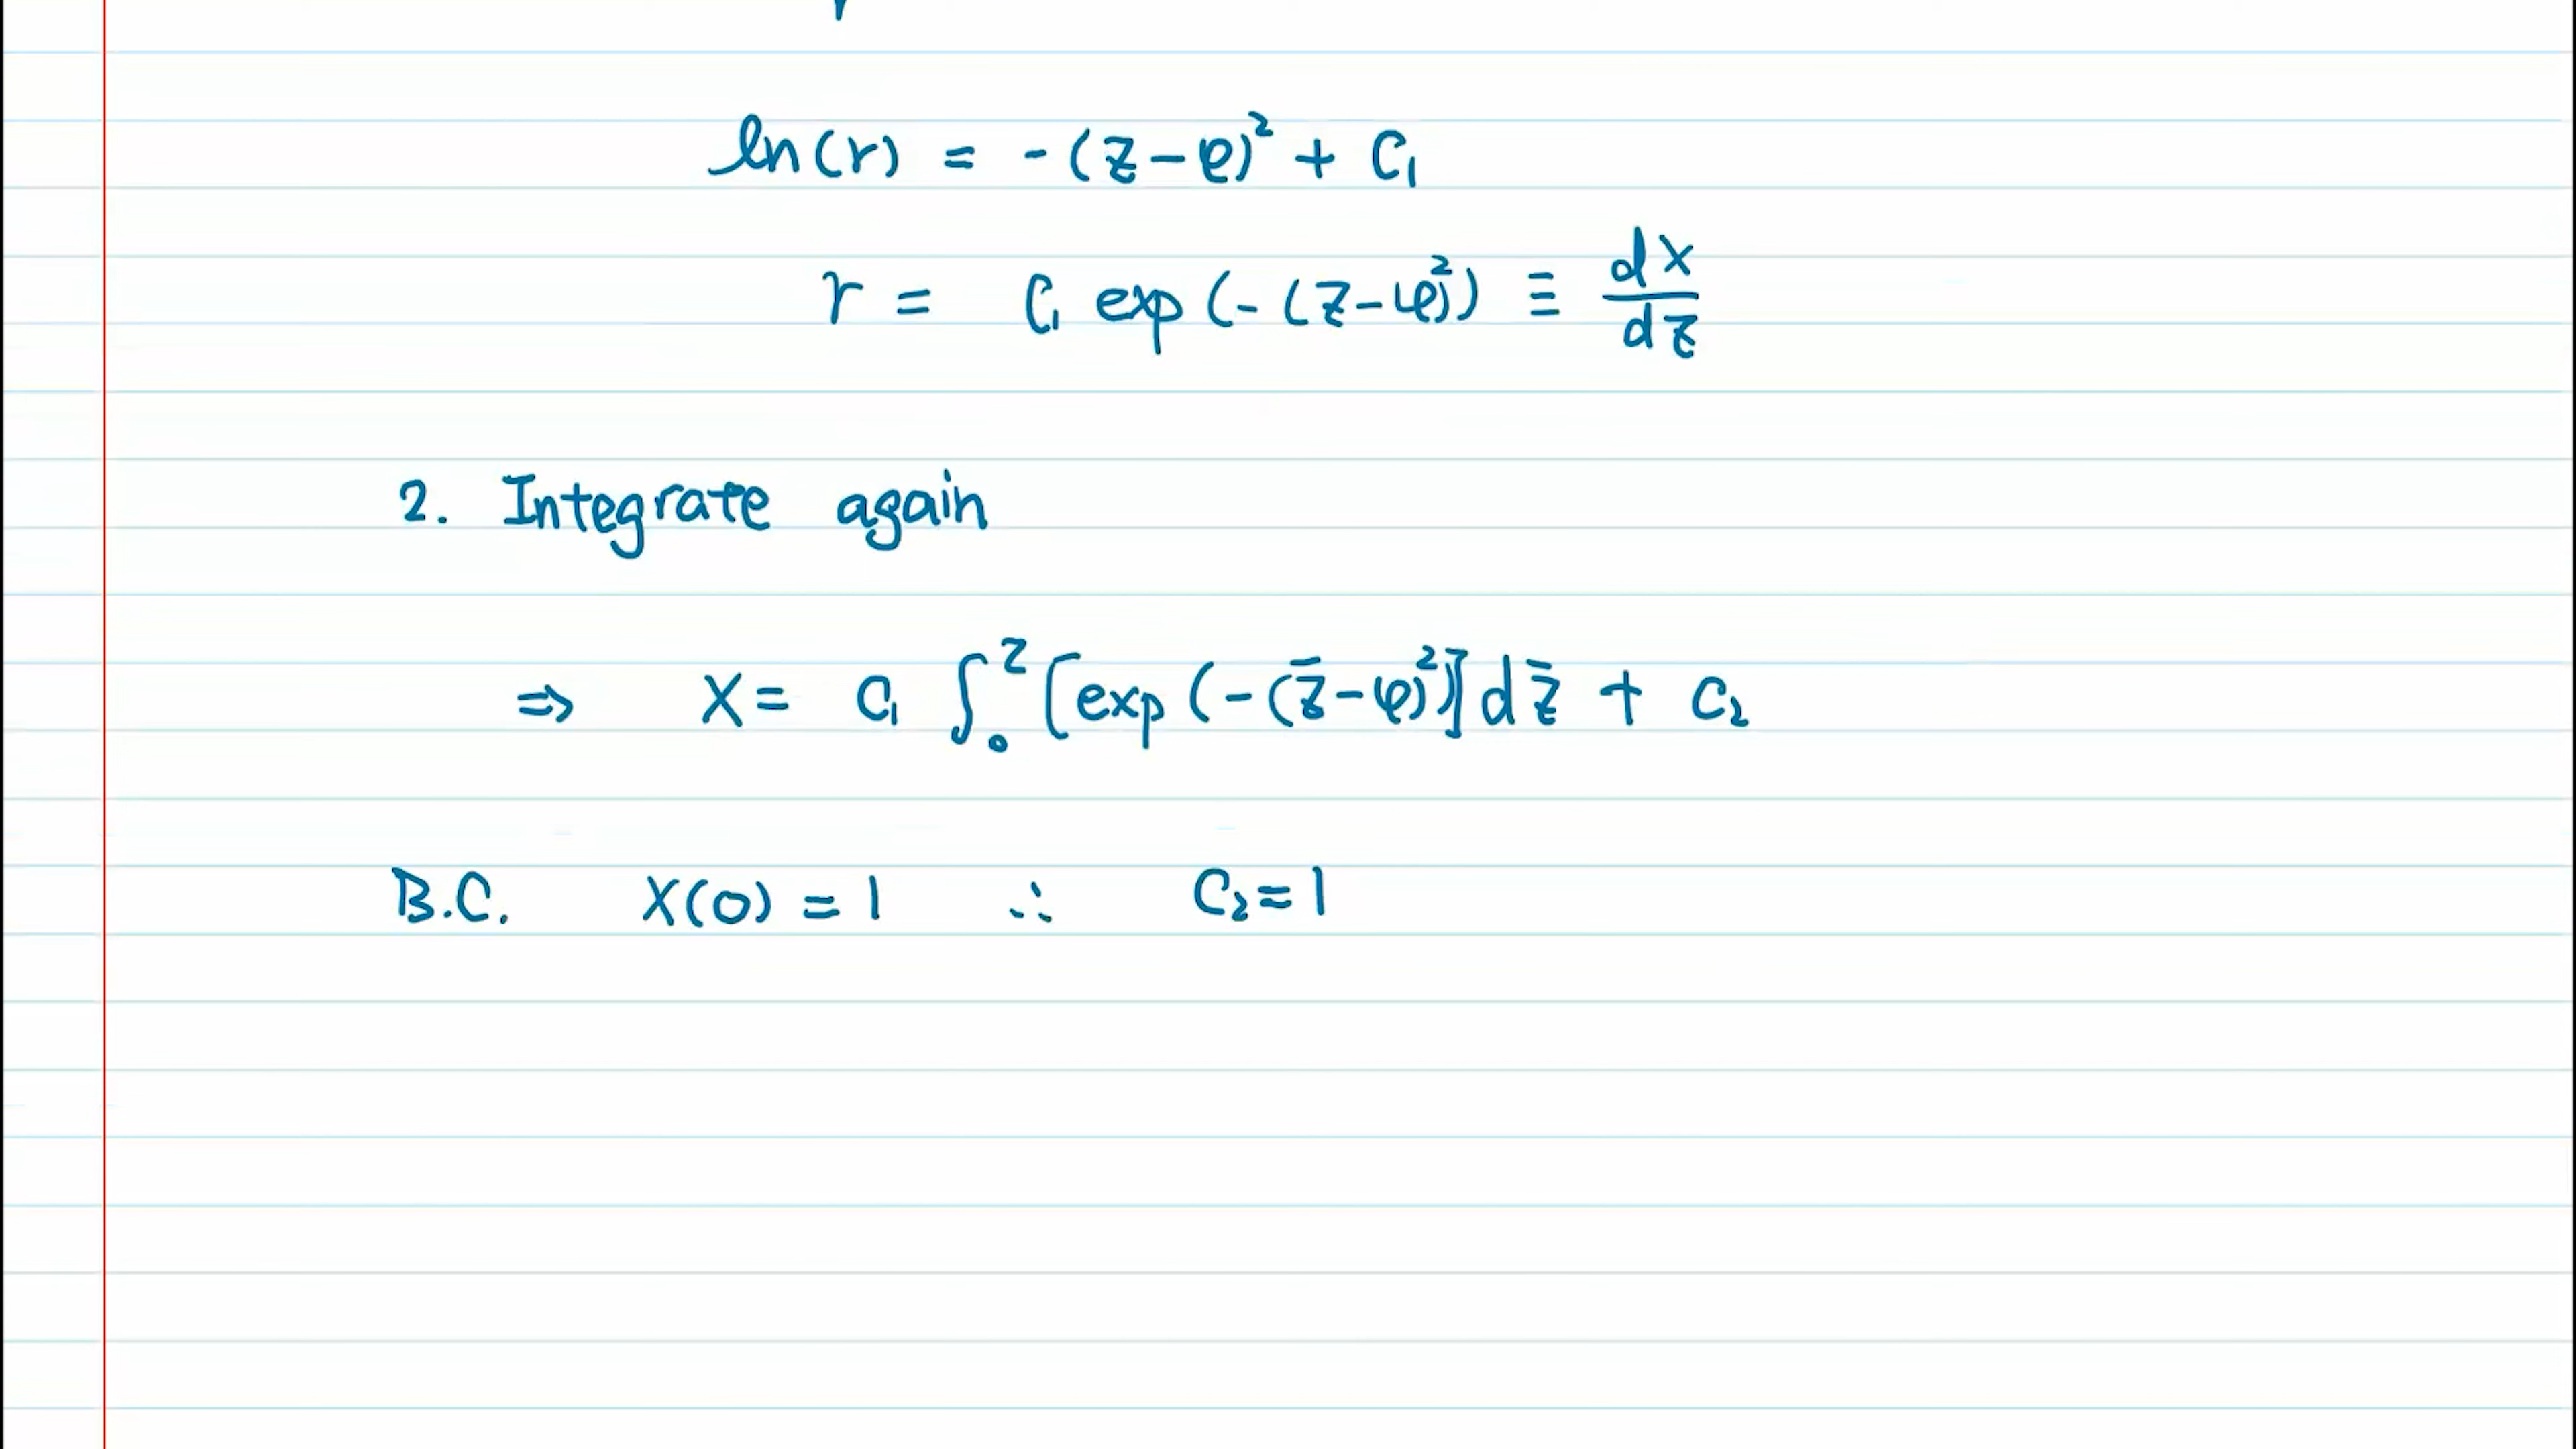 ln(r) = -(z-φ)² + C₁
r = C₁ exp(-(z-φ)²) ≡ dX/dz
2. Integrate again
⇒ X = C₁ ∫₀ᶻ [exp(-(z̄-φ)²)] dz̄ + C₂
B.C. X(0) = 1 ∴ C₂ = 1